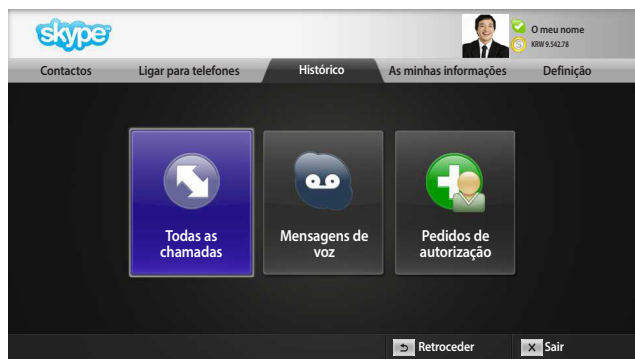 skype
O meu nome
KRW 9.542.78
Contactos Ligar para telefones Histórico As minhas informações Definição
Todas as
chamadas
Mensagens de
voz
Pedidos de
autorização
Retroceder Sair